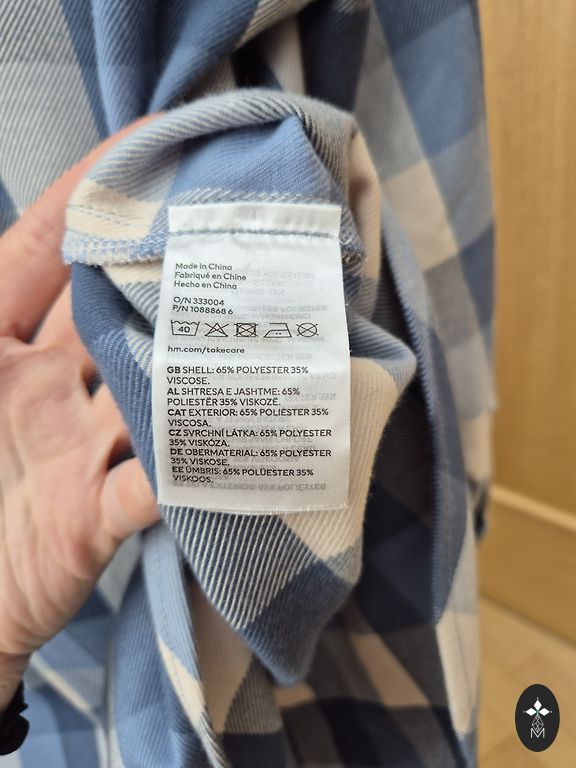 Made in China
Fabriqué en Chine
Hecho en China
O/N 333004
P/N 1088868 6
40
hm.com/takecare
GB SHELL: 65% POLYESTER 35%
VISCOSE.
AL SHTRESA E JASHTME: 65%
POLIESTËR 35% VISKOZË.
CAT EXTERIOR: 65% POLIÈSTER 35%
VISCOSA.
CZ SVRCHNÍ LÁTKA: 65% POLYESTER
35% VISKÓZA.
DE OBERMATERIAL: 65% POLYESTER
35% VISKOSE.
EE ÜMBRIS: 65% POLÜESTER 35%
VISKOOS.
M